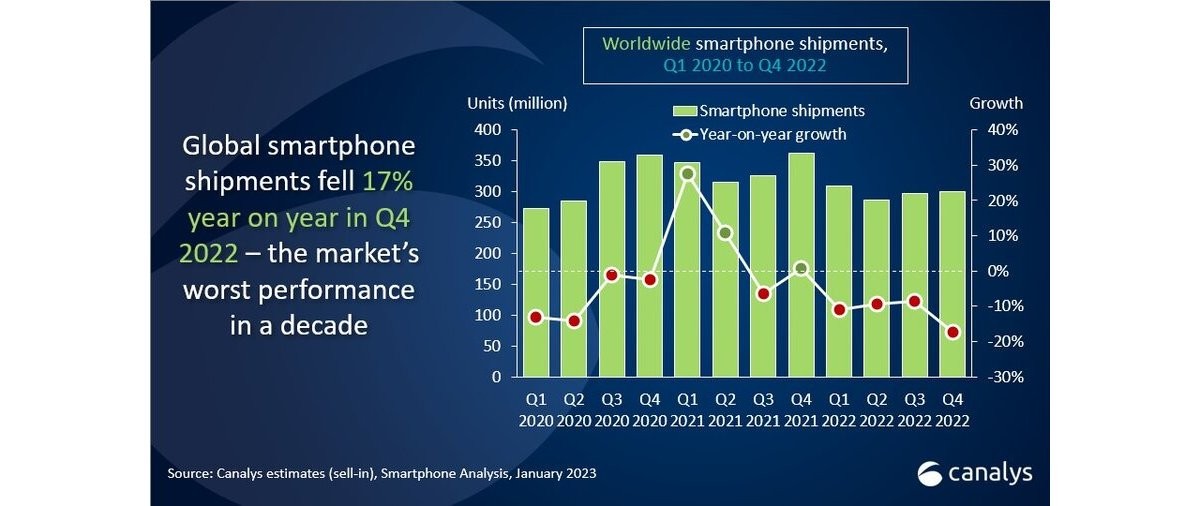 Worldwide smartphone shipments,
Q1 2020 to Q4 2022
Global smartphone
shipments fell 17%
year on year in Q4
2022 – the market's
worst performance
in a decade
Units (million)
Growth
Smartphone shipments
Year-on-year growth
400
350
300
250
200
150
100
50
0
40%
30%
20%
10%
0%
-10%
-20%
-30%
Q1 Q2 Q3 Q4 Q1 Q2 Q3 Q4 Q1 Q2 Q3 Q4
2020 2020 2020 2020 2021 2021 2021 2021 2022 2022 2022 2022
Source: Canalys estimates (sell-in), Smartphone Analysis, January 2023
canalys